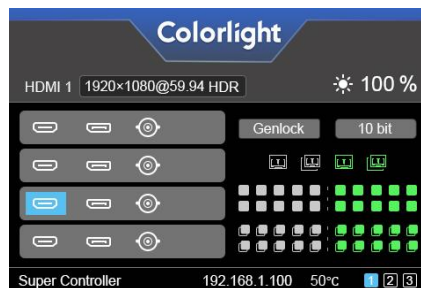 Colorlight
HDMI 1 1920×1080@59.94 HDR 100 %
Genlock 10 bit
Super Controller 192.168.1.100 50°C 1 2 3